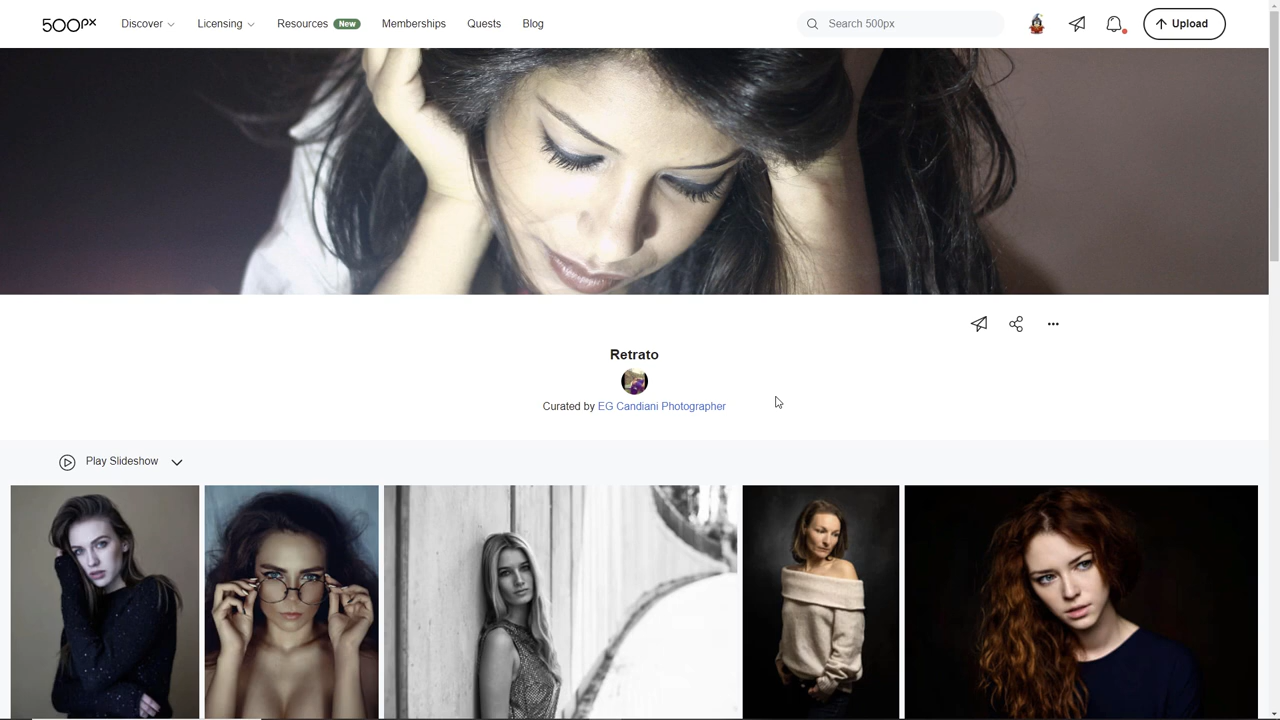 500px Discover Licensing Resources New Memberships Quests Blog Search 500px Upload
Retrato
Curated by EG Candiani Photographer
Play Slideshow